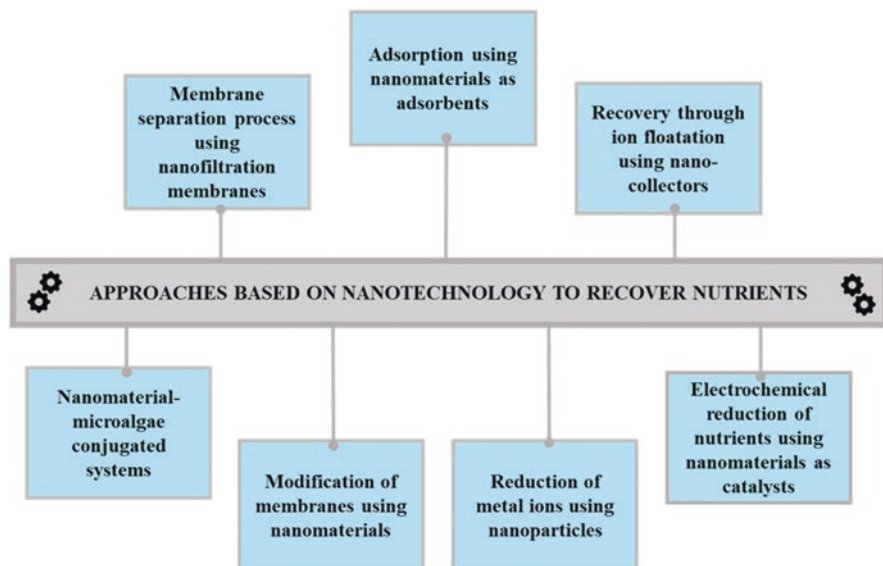 Membrane
separation process
using
nanofiltration
membranes
Adsorption using
nanomaterials as
adsorbents
Recovery through
ion floatation
using nano-
collectors
APPROACHES BASED ON NANOTECHNOLOGY TO RECOVER NUTRIENTS
Nanomaterial-
microalgae
conjugated
systems
Modification of
membranes using
nanomaterials
Reduction of
metal ions using
nanoparticles
Electrochemical
reduction of
nutrients using
nanomaterials as
catalysts